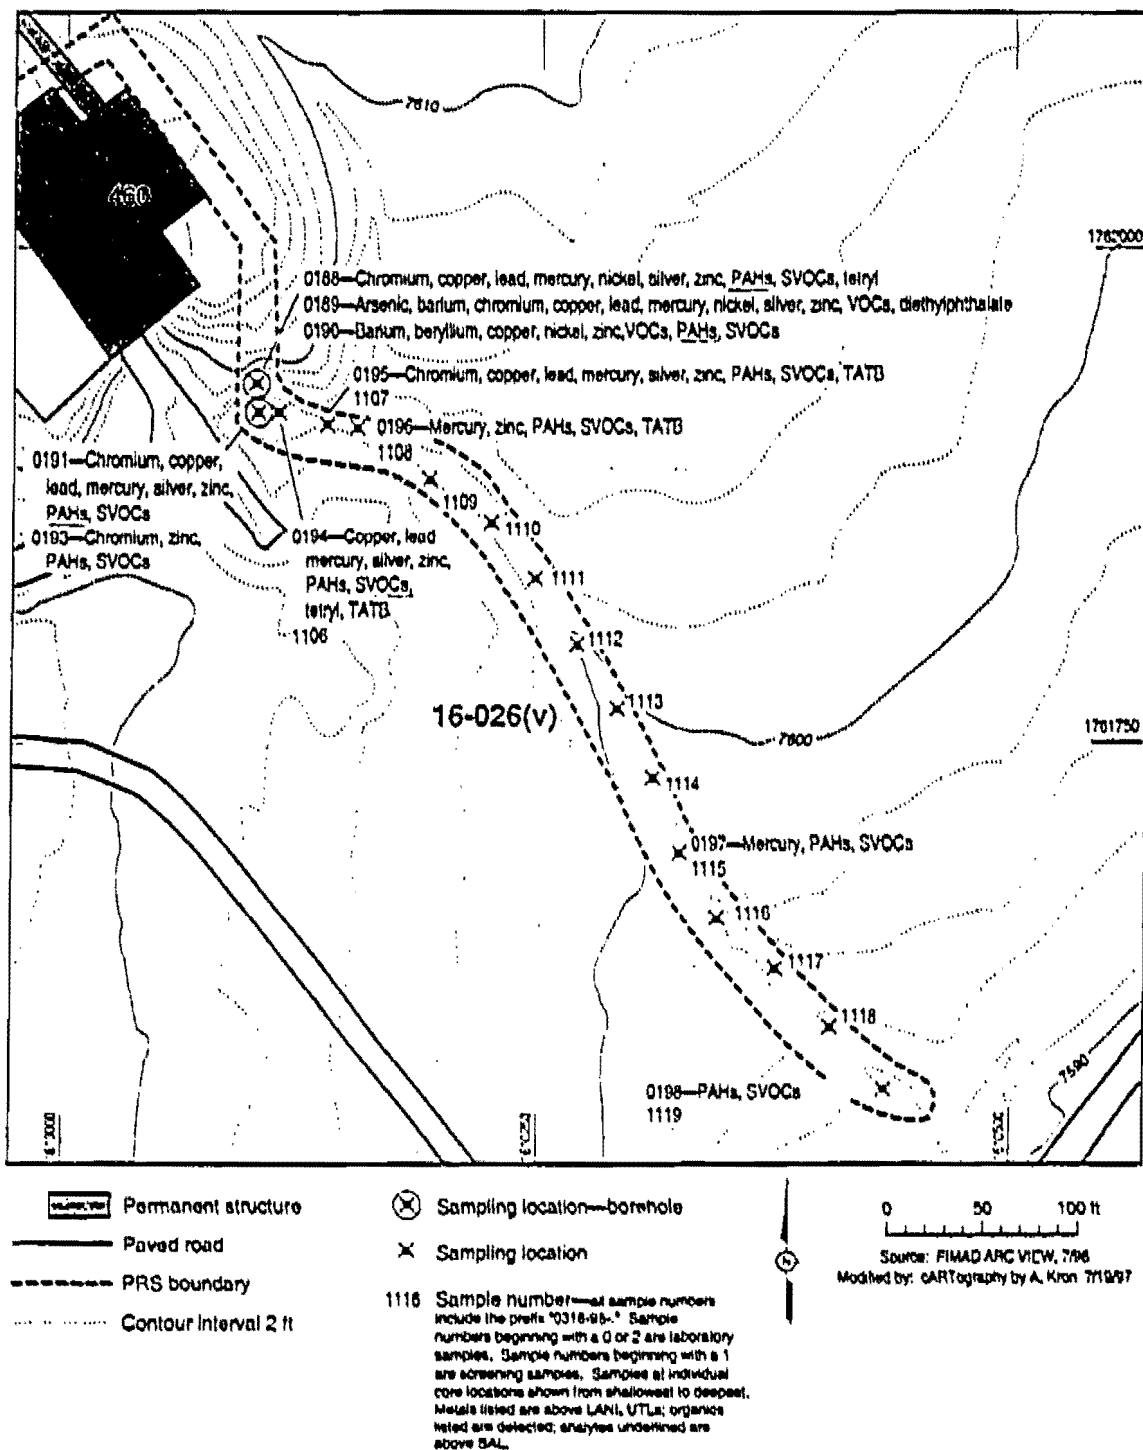 7610
460
1762000
0188—Chromium, copper, lead, mercury, nickel, silver, zinc, PAHs, SVOCs, tetryl
0189—Arsenic, barium, chromium, copper, lead, mercury, nickel, silver, zinc, VOCs, diethylphthalate
0190—Barium, beryllium, copper, nickel, zinc, VOCs, PAHs, SVOCs
0195—Chromium, copper, lead, mercury, silver, zinc, PAHs, SVOCs, TATB
1107
0196—Mercury, zinc, PAHs, SVOCs, TATB
1108
0191—Chromium, copper,
lead, mercury, silver, zinc,
PAHs, SVOCs
0193—Chromium, zinc,
PAHs, SVOCs
1109
1110
0194—Copper, lead
mercury, silver, zinc,
PAHs, SVOCs,
tetryl, TATB
1106
1111
1112
1113
16-026(v)
7600
1761750
1114
0197—Mercury, PAHs, SVOCs
1115
1116
1117
1118
7590
0198—PAHs, SVOCs
1119
Permanent structure
Paved road
PRS boundary
Contour Interval 2 ft
Sampling location—borehole
Sampling location
1116 Sample number—all sample numbers
include the prefix "0316-95-." Sample
numbers beginning with a 0 or 2 are laboratory
samples. Sample numbers beginning with a 1
are screening samples. Samples at individual
core locations shown from shallowest to deepest.
Metals listed are above LANL UTLs; organics
listed are detected; analytes underlined are
above SAL.
N
0 50 100 ft
Source: FIMAD ARC VIEW, 7/96
Modified by: cARTography by A. Kron 7/19/97